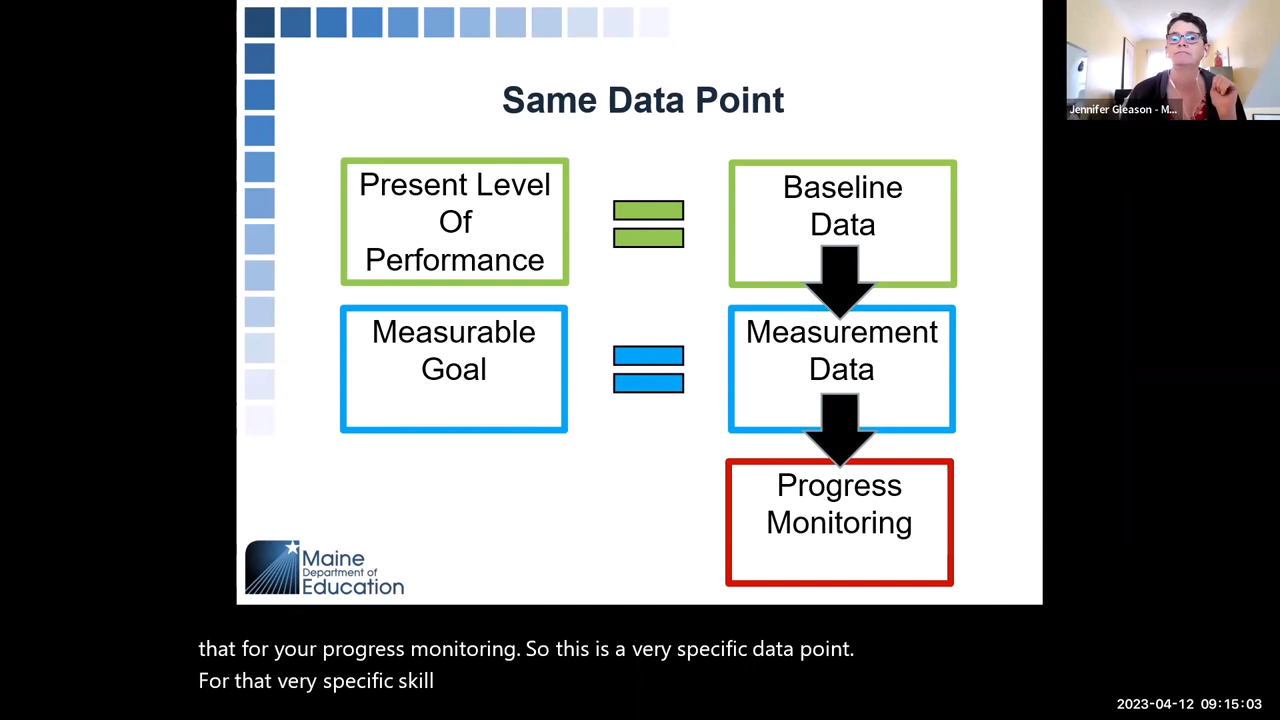 Same Data Point
Present Level
Of
Performance
Baseline
Data
Measurable
Goal
Measurement
Data
Progress
Monitoring
Maine
Department of
Education
Jennifer Gleason - M...
that for your progress monitoring. So this is a very specific data point.
For that very specific skill
2023-04-12 09:15:03